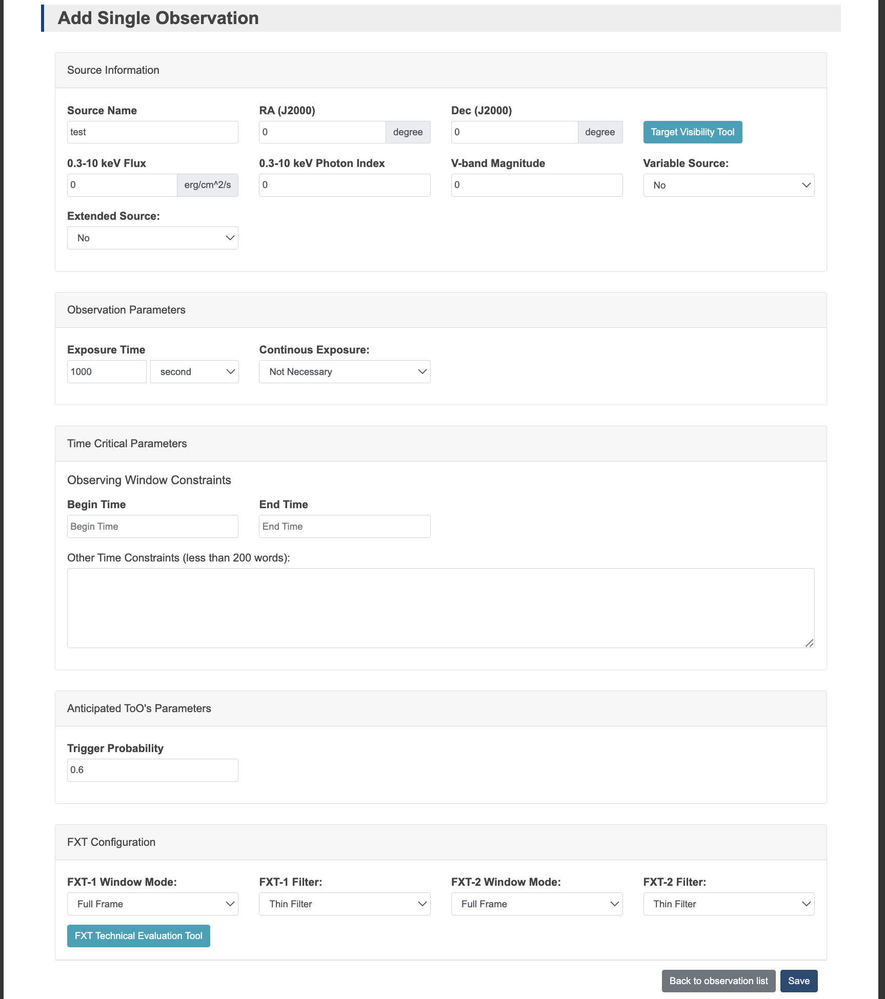 Add Single Observation
Source Information
Source Name RA (J2000) Dec (J2000)
test 0 degree 0 degree Target Visibility Tool
0.3-10 keV Flux 0.3-10 keV Photon Index V-band Magnitude Variable Source:
0 erg/cm^2/s 0 0 No
Extended Source:
No
Observation Parameters
Exposure Time Continous Exposure:
1000 second Not Necessary
Time Critical Parameters
Observing Window Constraints
Begin Time End Time
Begin Time End Time
Other Time Constraints (less than 200 words):
Anticipated ToO's Parameters
Trigger Probability
0.6
FXT Configuration
FXT-1 Window Mode: FXT-1 Filter: FXT-2 Window Mode: FXT-2 Filter:
Full Frame Thin Filter Full Frame Thin Filter
FXT Technical Evaluation Tool
Back to observation list Save